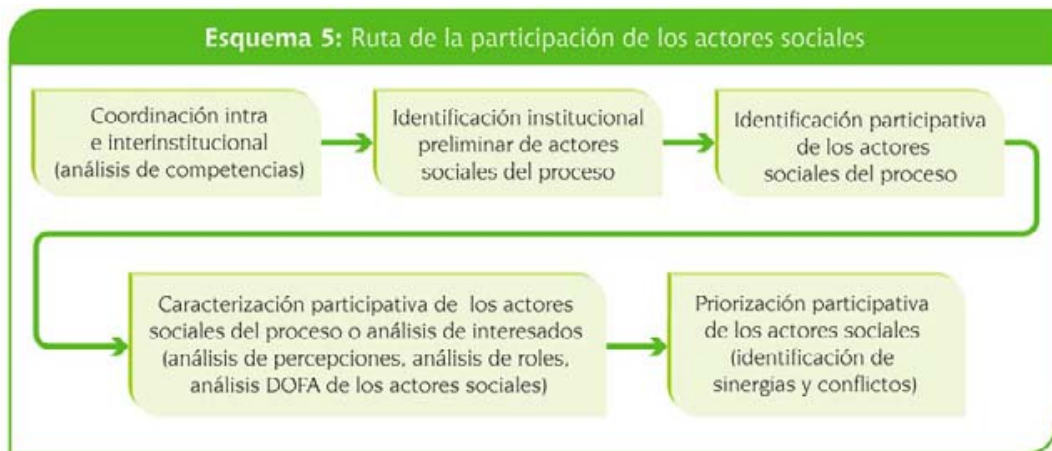 Esquema 5: Ruta de la participación de los actores sociales
Coordinación intra
e interinstitucional
(análisis de competencias)
Identificación institucional
preliminar de actores
sociales del proceso
Identificación participativa
de los actores
sociales del proceso
Caracterización participativa de los actores
sociales del proceso o análisis de interesados
(análisis de percepciones, análisis de roles,
análisis DOFA de los actores sociales)
Priorización participativa
de los actores sociales
(identificación de
sinergias y conflictos)